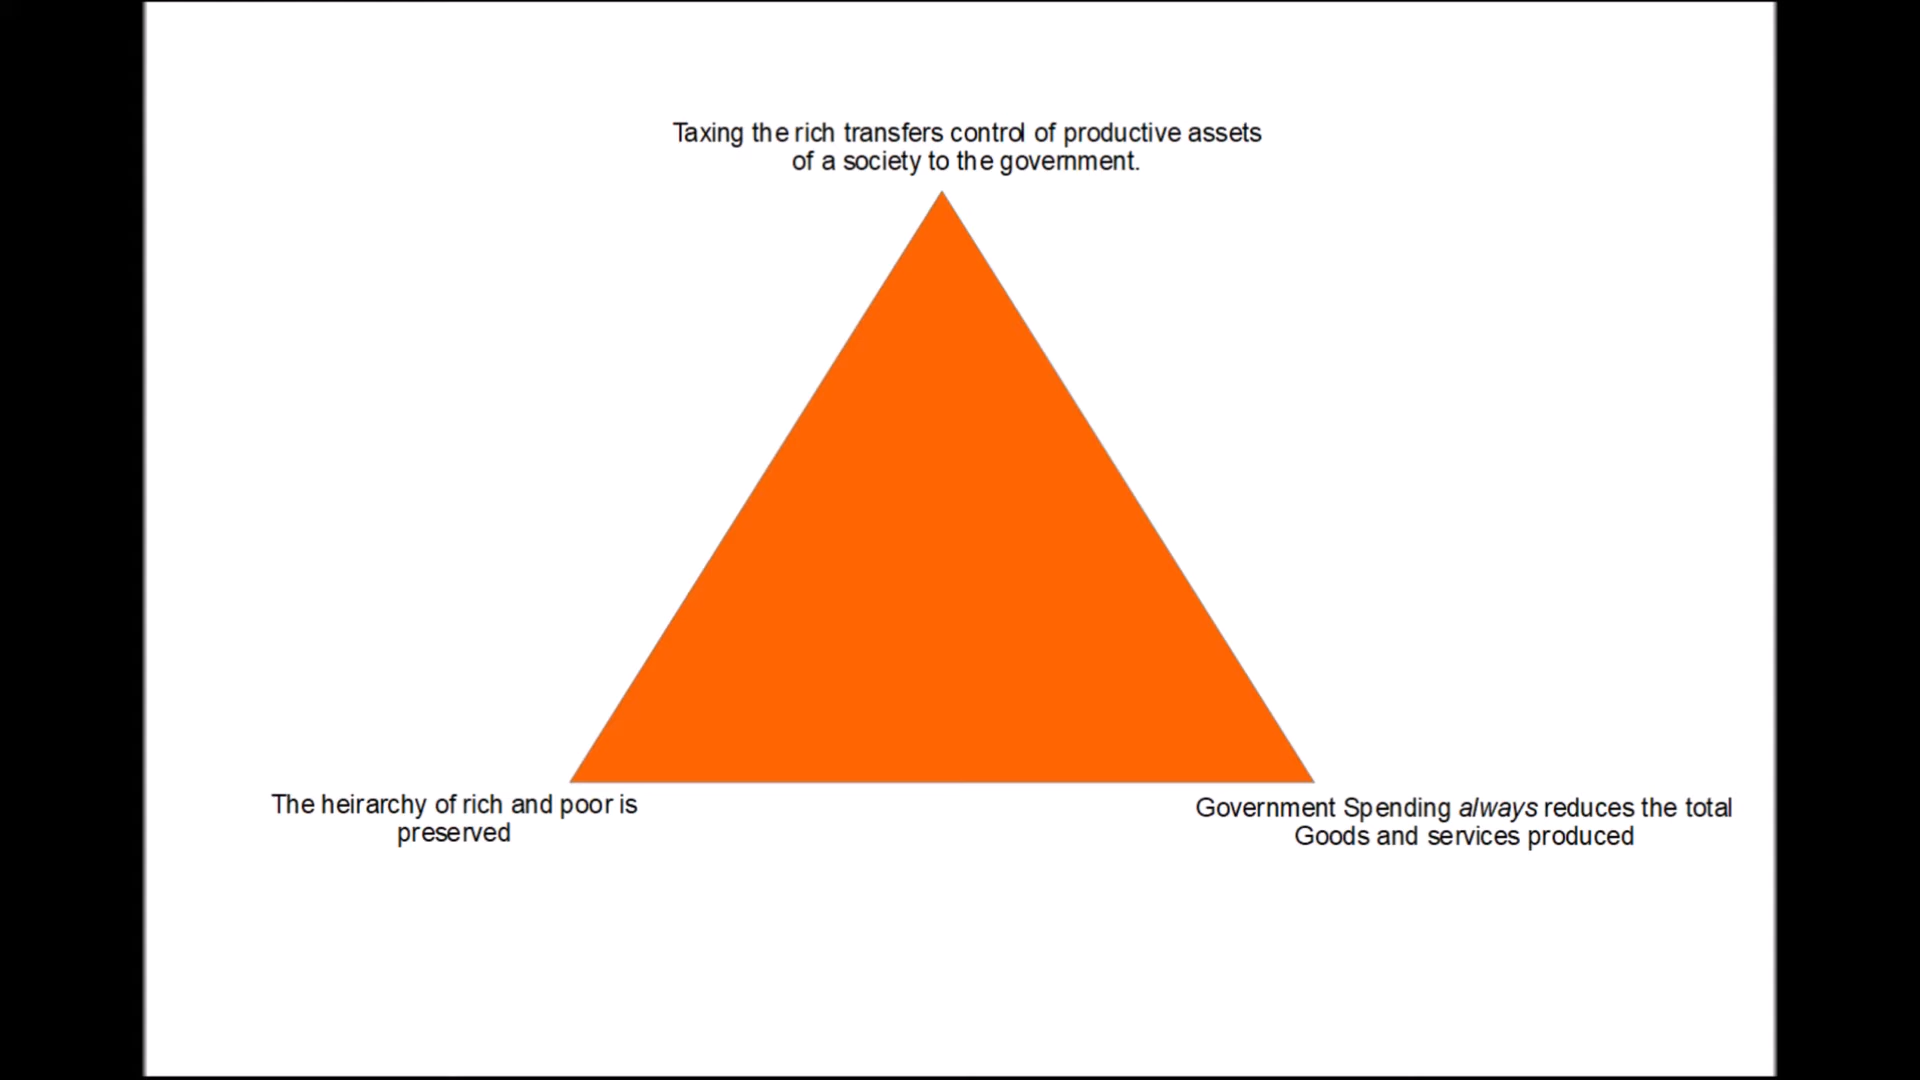 Taxing the rich transfers control of productive assets
of a society to the government.
The heirarchy of rich and poor is
preserved
Government Spending always reduces the total
Goods and services produced